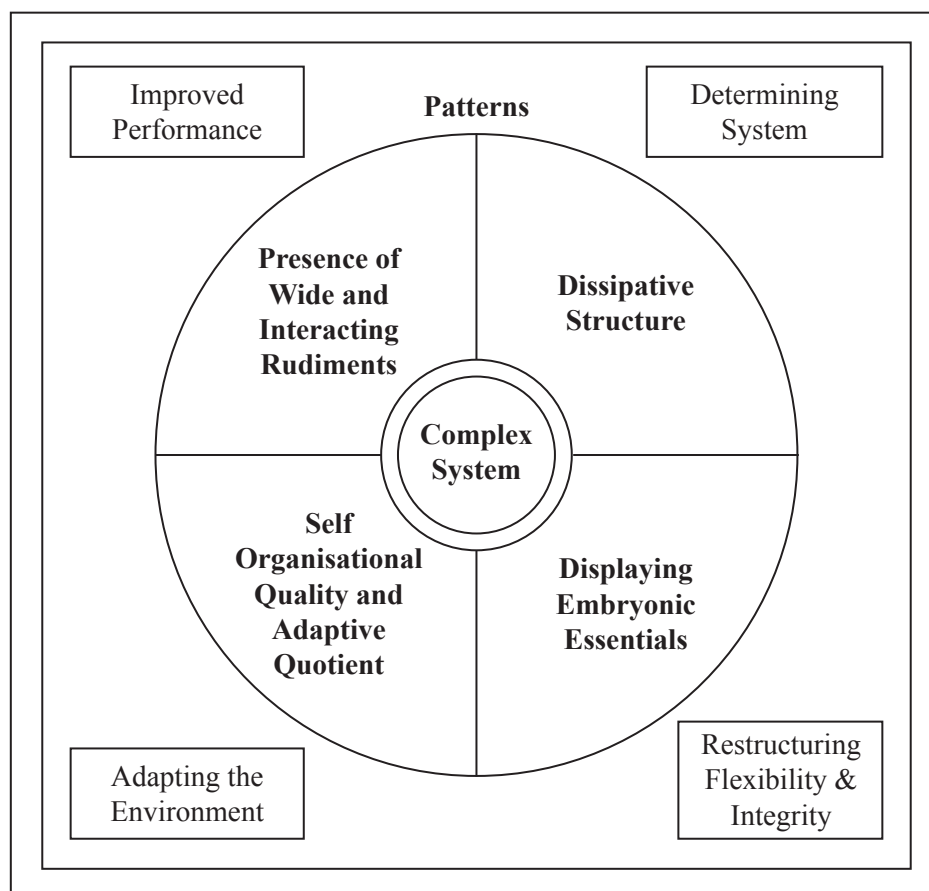 Improved
Performance
Patterns
Determining
System
Presence of
Wide and
Interacting
Rudiments
Dissipative
Structure
Complex
System
Self
Organisational
Quality and
Adaptive
Quotient
Displaying
Embryonic
Essentials
Adapting the
Environment
Restructuring
Flexibility &
Integrity